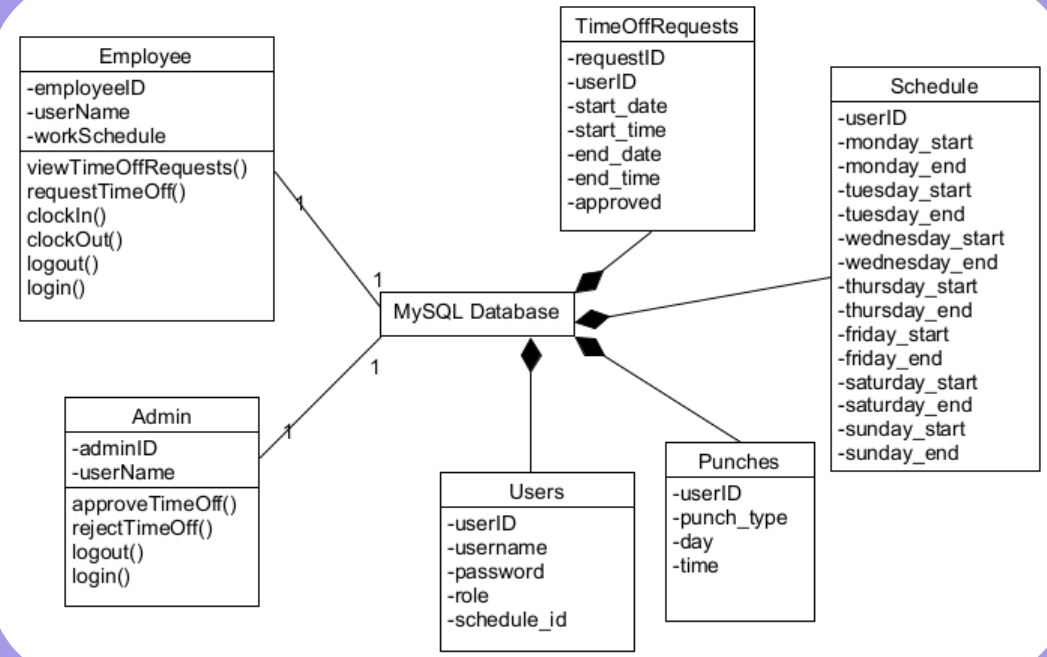 Employee
-employeeID
-userName
-workSchedule
viewTimeOffRequests()
requestTimeOff()
clockIn()
clockOut()
logout()
login()
1
1
TimeOffRequests
-requestID
-userID
-start_date
-start_time
-end_date
-end_time
-approved
Schedule
-userID
-monday_start
-monday_end
-tuesday_start
-tuesday_end
-wednesday_start
-wednesday_end
-thursday_start
-thursday_end
-friday_start
-friday_end
-saturday_start
-saturday_end
-sunday_start
-sunday_end
MySQL Database
1
1
Admin
-adminID
-userName
approveTimeOff()
rejectTimeOff()
logout()
login()
Users
-userID
-username
-password
-role
-schedule_id
Punches
-userID
-punch_type
-day
-time